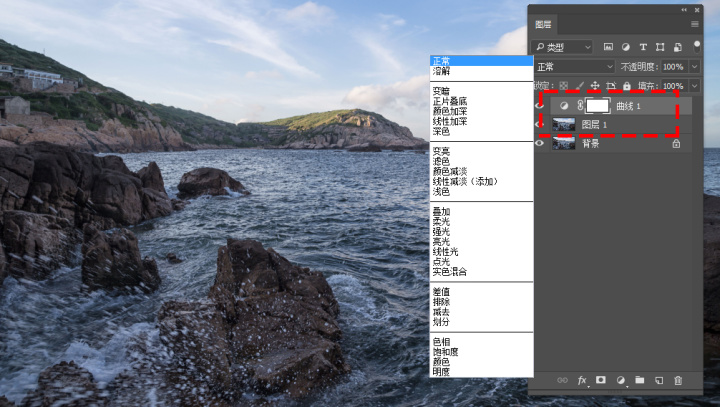 图层
类型
正常
不透明度: 100%
锁定:
填充: 100%
曲线 1
图层 1
背景
正常
溶解
变暗
正片叠底
颜色加深
线性加深
深色
变亮
滤色
颜色减淡
线性减淡（添加）
浅色
叠加
柔光
强光
亮光
线性光
点光
实色混合
差值
排除
减去
划分
色相
饱和度
颜色
明度
fx